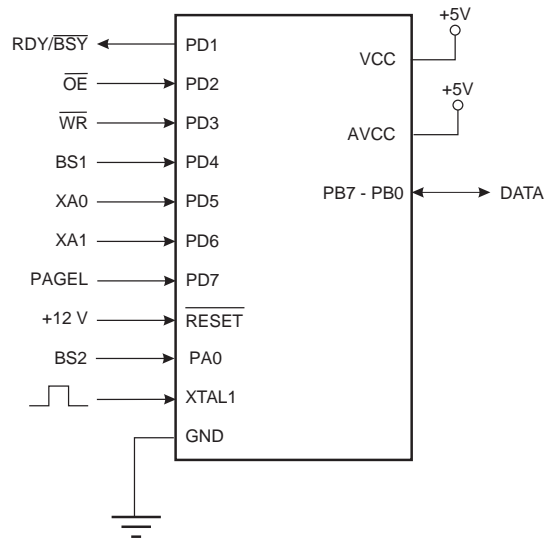 RDY/BSY PD1
OE PD2
WR PD3
BS1 PD4
XA0 PD5
XA1 PD6
PAGEL PD7
+12 V RESET
BS2 PA0
XTAL1
GND
+5V
VCC
+5V
AVCC
PB7 - PB0 DATA